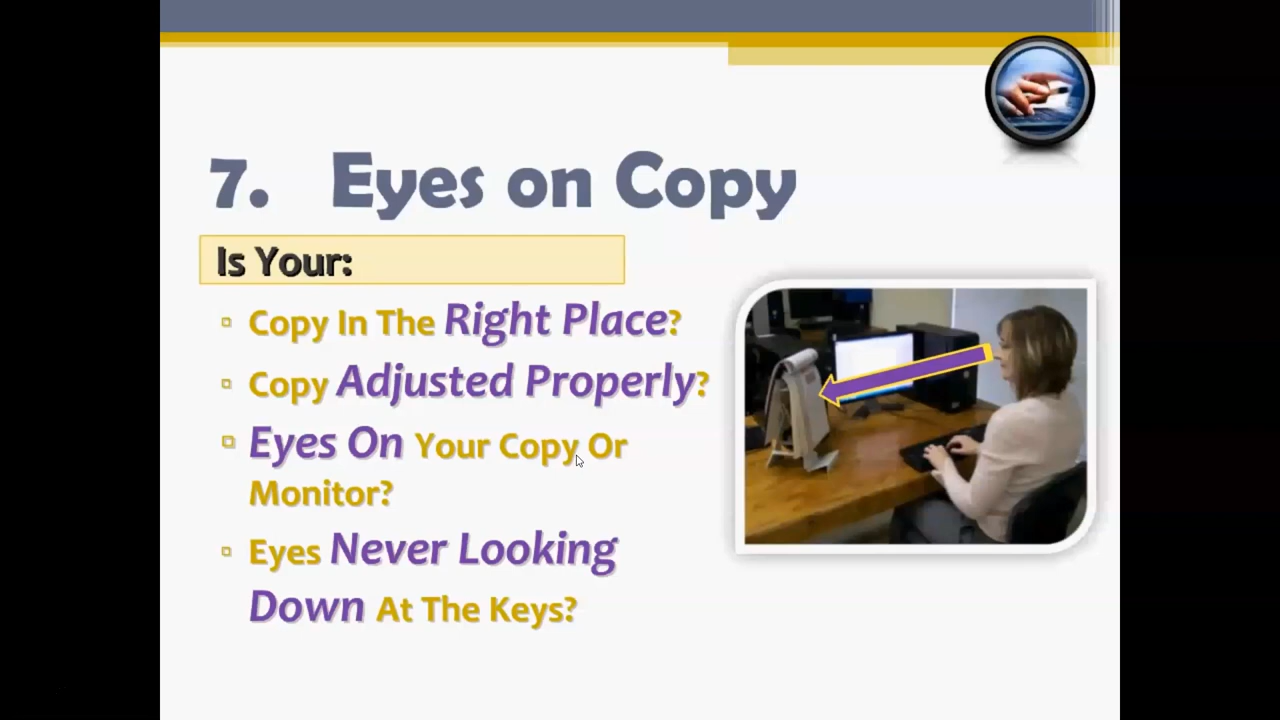 7. Eyes on Copy
Is Your:
Copy In The Right Place?
Copy Adjusted Properly?
Eyes On Your Copy Or
Monitor?
Eyes Never Looking
Down At The Keys?